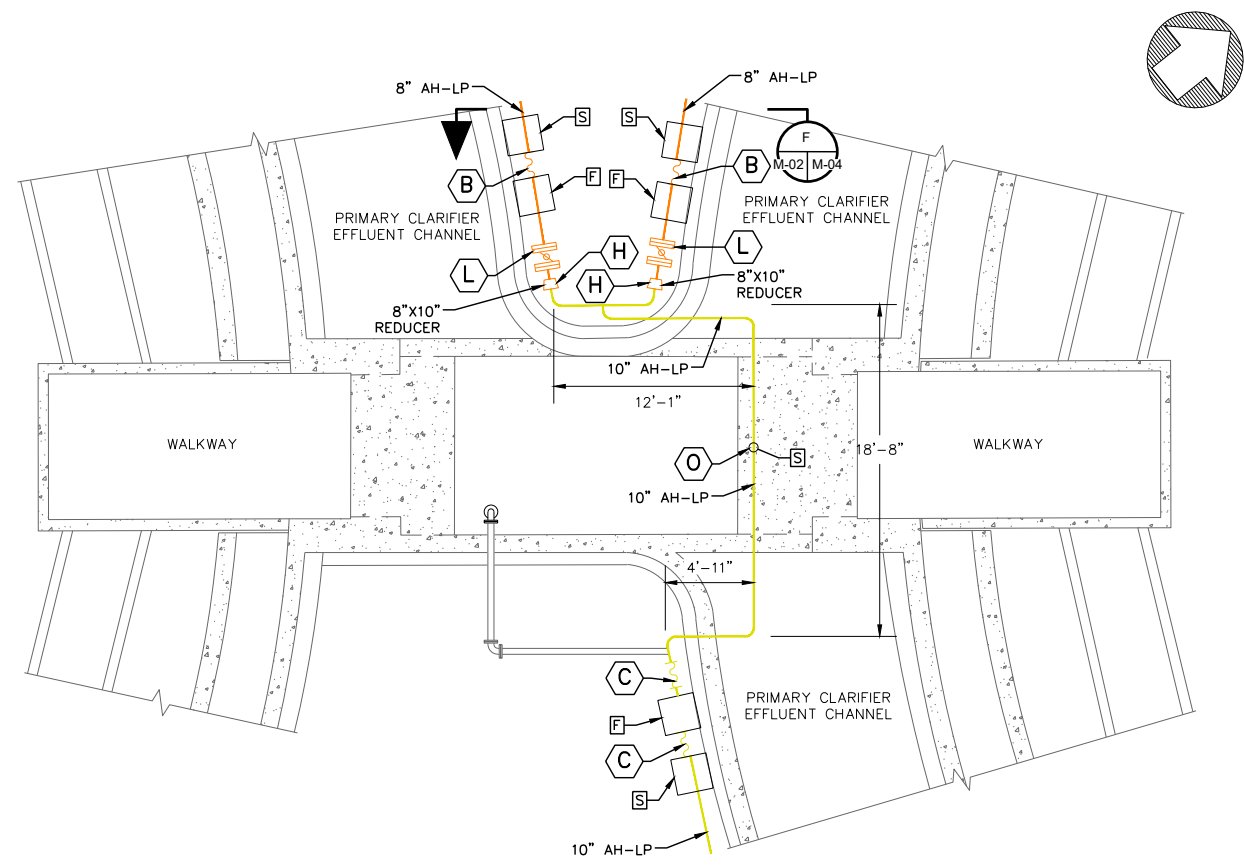 8" AH-LP
8" AH-LP
S
S
F
M-02
M-04
B
F
F
B
PRIMARY CLARIFIER
EFFLUENT CHANNEL
PRIMARY CLARIFIER
EFFLUENT CHANNEL
L
H
H
L
8"X10"
REDUCER
8"X10"
REDUCER
10" AH-LP
12'-1"
WALKWAY
O
S
18'-8"
WALKWAY
10" AH-LP
4'-11"
C
F
PRIMARY CLARIFIER
EFFLUENT CHANNEL
C
S
10" AH-LP